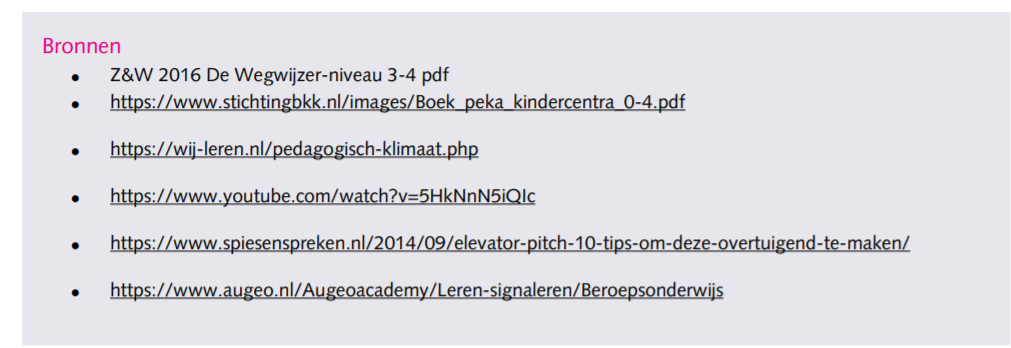 Bronnen
• Z&W 2016 De Wegwijzer-niveau 3-4 pdf
• https://www.stichtingbkk.nl/images/Boek_peka_kindercentra_0-4.pdf
• https://wij-leren.nl/pedagogisch-klimaat.php
• https://www.youtube.com/watch?v=5HkNnN5iQIc
• https://www.spiesenspreken.nl/2014/09/elevator-pitch-10-tips-om-deze-overtuigend-te-maken/
• https://www.augeo.nl/Augeoacademy/Leren-signaleren/Beroepsonderwijs